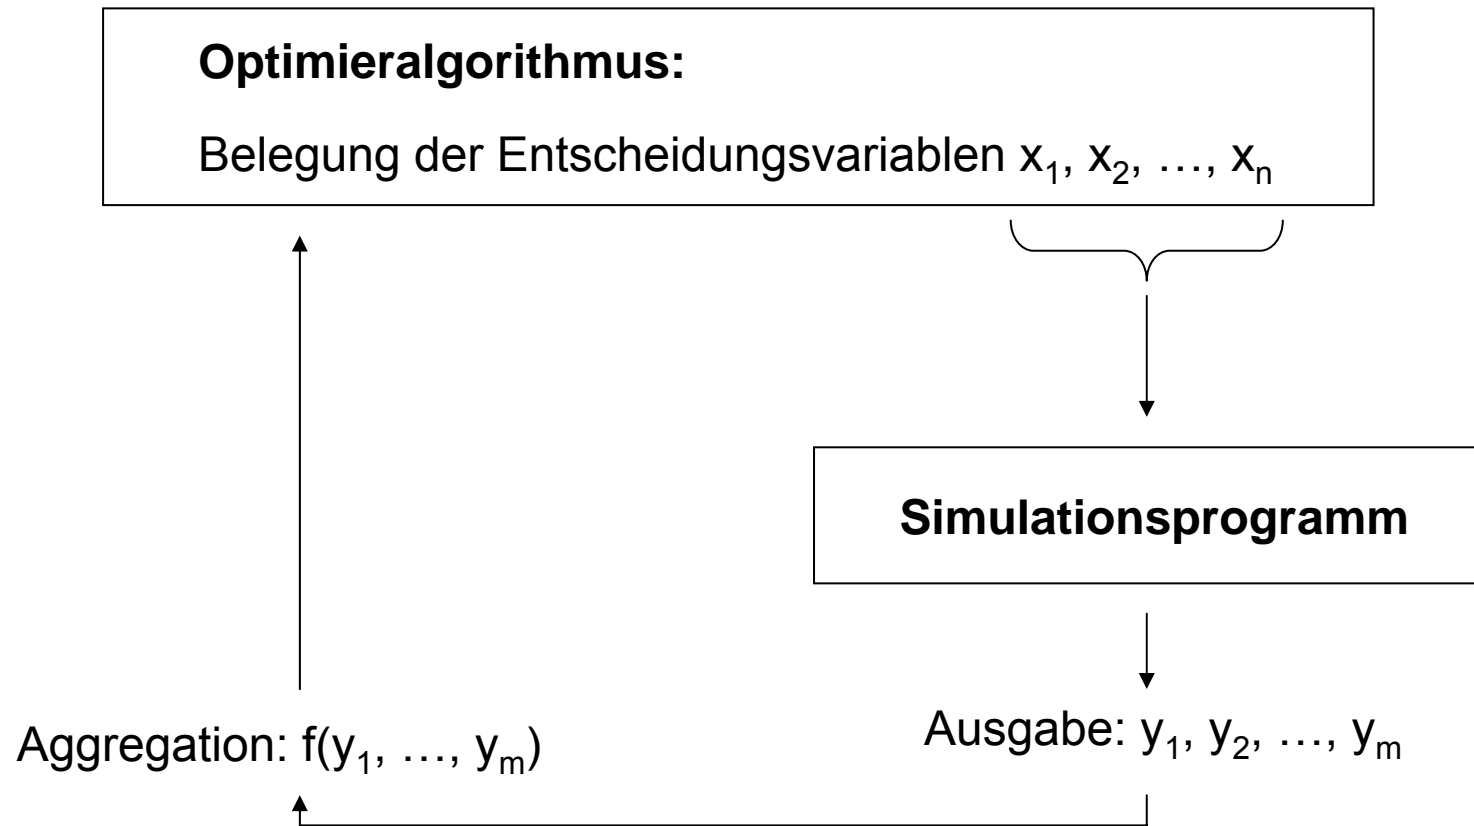 Optimieralgorithmus:
Belegung der Entscheidungsvariablen x₁, x₂, …, xₙ
Simulationsprogramm
Ausgabe: y₁, y₂, …, yₘ
Aggregation: f(y₁, …, yₘ)